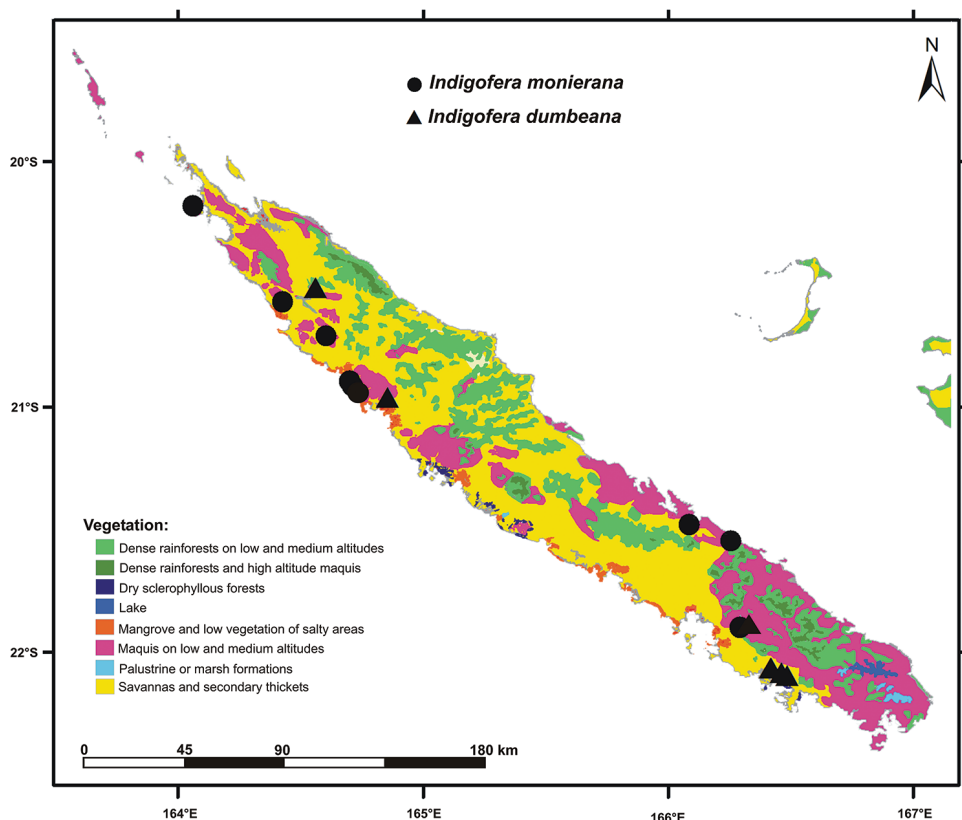 N
Indigofera monierana
Indigofera dumbeana
20°S
21°S
22°S
Vegetation:
Dense rainforests on low and medium altitudes
Dense rainforests and high altitude maquis
Dry sclerophyllous forests
Lake
Mangrove and low vegetation of salty areas
Maquis on low and medium altitudes
Palustrine or marsh formations
Savannas and secondary thickets
0 45 90 180 km
164°E 165°E 166°E 167°E